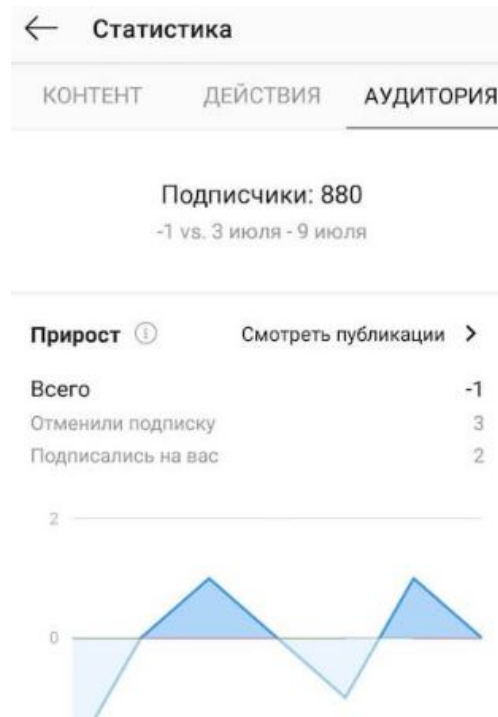 ← Статистика
КОНТЕНТ ДЕЙСТВИЯ АУДИТОРИЯ
Подписчики: 880
-1 vs. 3 июля - 9 июля
Прирост Смотреть публикации
Всего -1
Отменили подписку 3
Подписались на вас 2
2
0